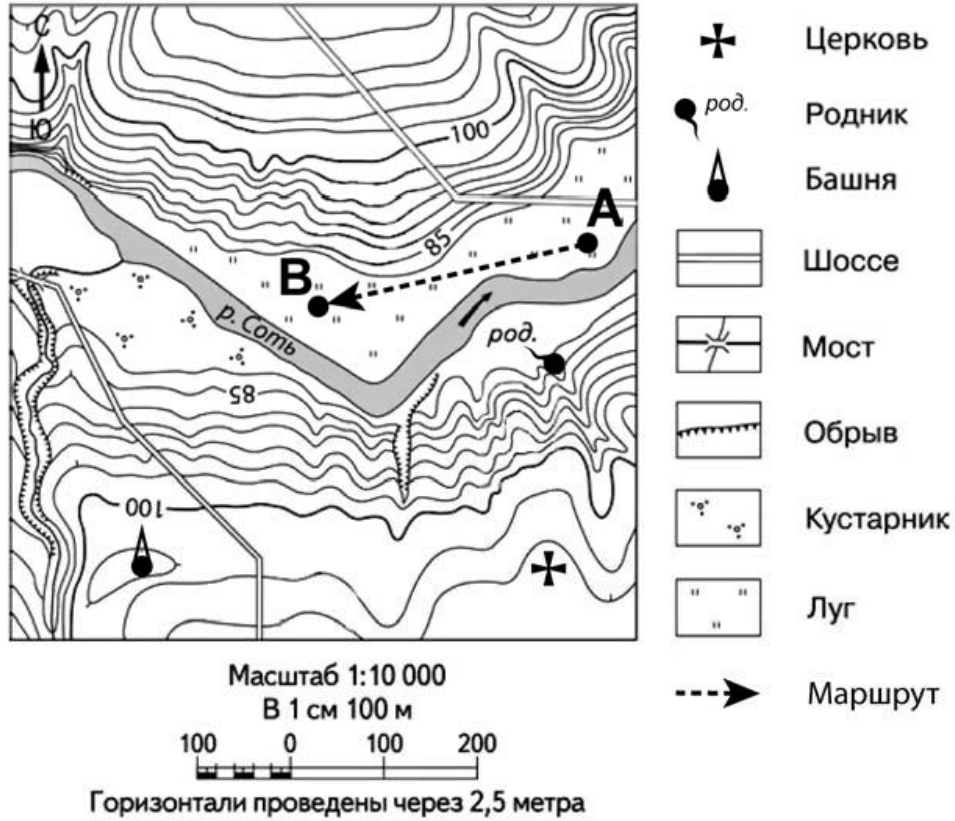 С
Ю
100
А
85
В
р. Соть
род.
85
100
Церковь
род.
Родник
Башня
Шоссе
Мост
Обрыв
Кустарник
Луг
Маршрут
Масштаб 1:10 000
В 1 см 100 м
100 0 100 200
Горизонтали проведены через 2,5 метра